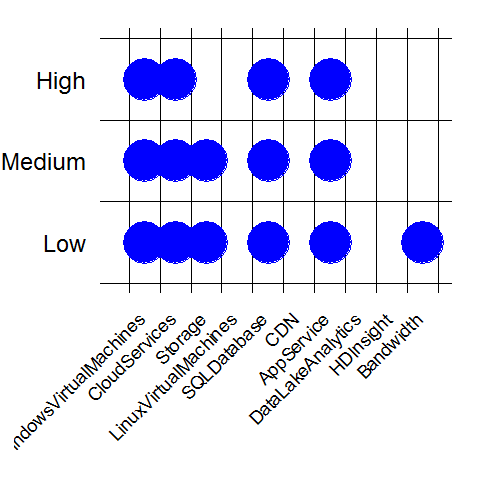 High
Medium
Low
ndowsVirtualMachines
CloudServices
Storage
LinuxVirtualMachines
SQLDatabase
CDN
AppService
DataLakeAnalytics
HDInsight
Bandwidth